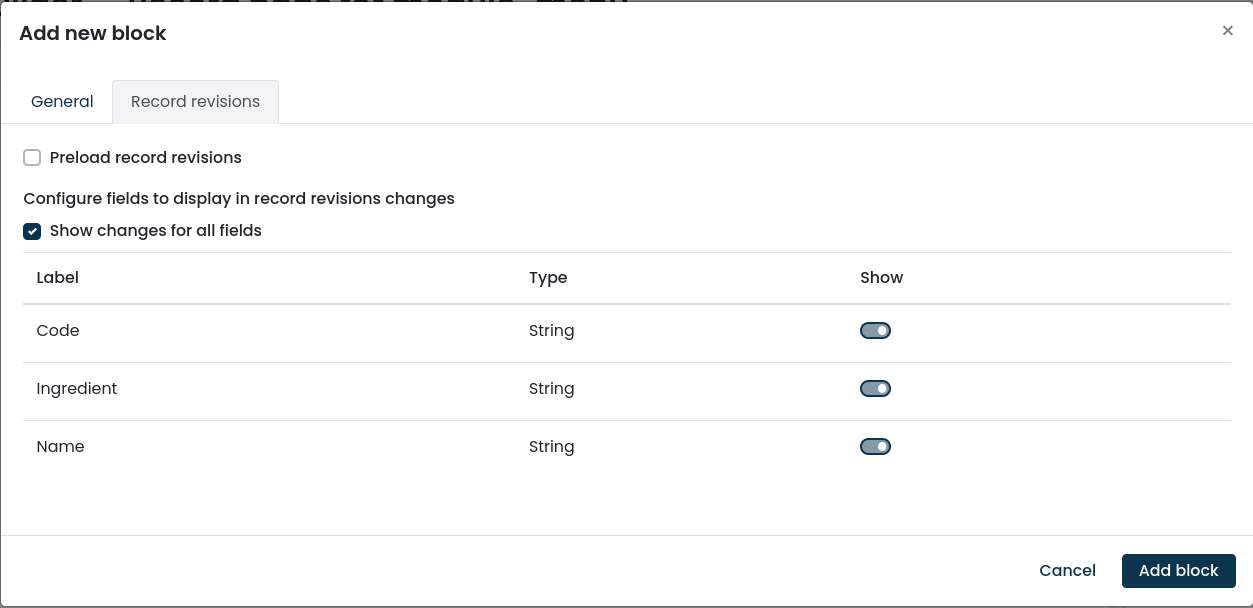 Add new block
×
General
Record revisions
Preload record revisions
Configure fields to display in record revisions changes
Show changes for all fields
Label Type Show
Code String
Ingredient String
Name String
Cancel Add block